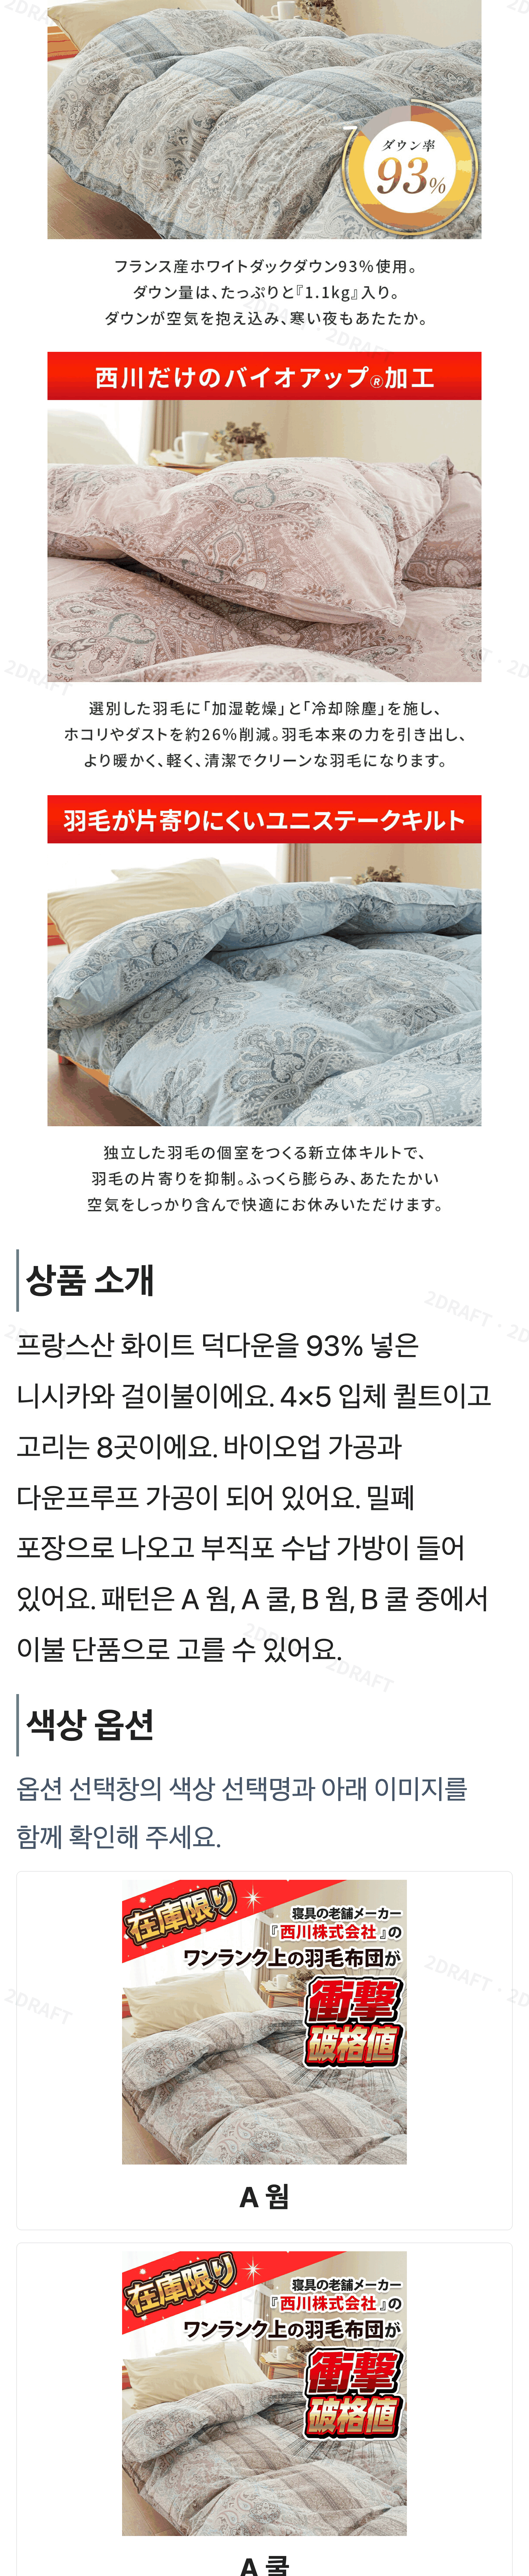 ダウン率
93%
フランス産ホワイトダックダウン93%使用。
ダウン量は、たっぷりと『1.1kg』入り。
ダウンが空気を抱え込み、寒い夜もあたたか。
西川だけのバイオアップ®加工
選別した羽毛に「加湿乾燥」と「冷却除塵」を施し、
ホコリやダストを約26%削減。羽毛本来の力を引き出し、
より暖かく、軽く、清潔でクリーンな羽毛になります。
羽毛が片寄りにくいユニステークキルト
独立した羽毛の個室をつくる新立体キルトで、
羽毛の片寄りを抑制。ふっくら膨らみ、あたたかい
空気をしっかり含んで快適にお休みいただけます。
상품 소개
프랑스산 화이트 덕다운을 93% 넣은
니시카와 걸이불이에요. 4×5 입체 퀼트이고
고리는 8곳이에요. 바이오업 가공과
다운프루프 가공이 되어 있어요. 밀폐
포장으로 나오고 부직포 수납 가방이 들어
있어요. 패턴은 A 웜, A 쿨, B 웜, B 쿨 중에서
이불 단품으로 고를 수 있어요.
색상 옵션
옵션 선택창의 색상 선택명과 아래 이미지를
함께 확인해 주세요.
在庫限り
寝具の老舗メーカー
『西川株式会社』の
ワンランク上の羽毛布団が
衝撃
破格値
A 웜
在庫限り
寝具の老舗メーカー
『西川株式会社』の
ワンランク上の羽毛布団が
衝撃
破格値
A 쿨
2DRAFT · 2DRAFT